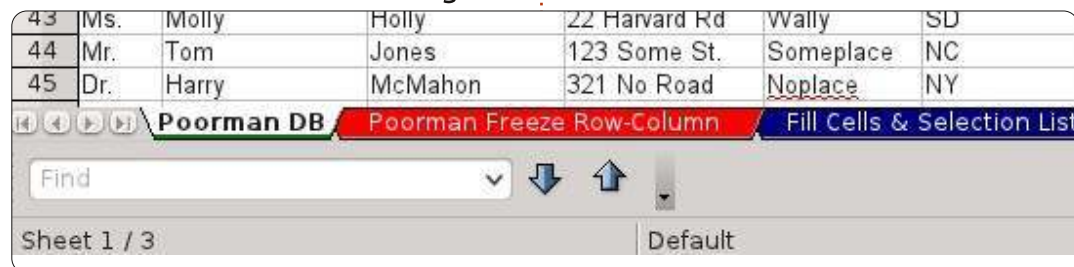 43 Ms. Molly Holly 22 Harvard Rd Wally SD
44 Mr. Tom Jones 123 Some St. Someplace NC
45 Dr. Harry McMahon 321 No Road Noplace NY
Poorman DB Poorman Freeze Row-Column Fill Cells & Selection List
Find
Sheet 1 / 3 Default